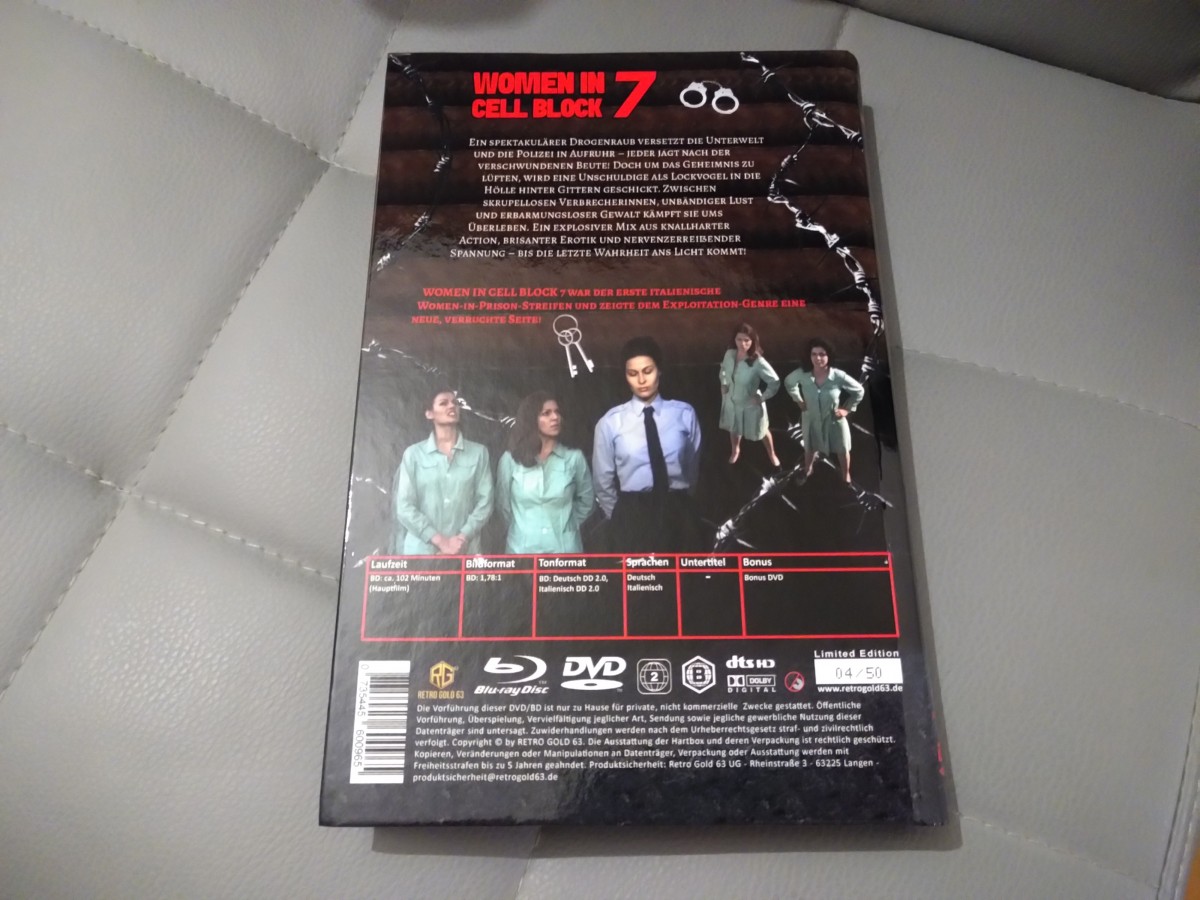 WOMEN IN
CELL BLOCK 7
Ein spektakulärer Drogenraub versetzt die Unterwelt
und die Polizei in Aufruhr – jeder jagt nach der
verschwundenen Beute! Doch um das Geheimnis zu
lüften, wird eine Unschuldige als Lockvogel in die
Hölle hinter Gittern geschickt. Zwischen
skrupellosen Verbrecherinnen, unbändiger Lust
und erbarmungsloser Gewalt kämpft sie ums
Überleben. Ein explosiver Mix aus knallharter
Action, brisanter Erotik und nervenzerreißender
Spannung – bis die letzte Wahrheit ans Licht kommt!
WOMEN IN CELL BLOCK 7 war der erste italienische
Women-in-Prison-Streifen und zeigte dem Exploitation-Genre eine
neue, verruchte Seite!
Laufzeit Bildformat Tonformat Sprachen Untertitel Bonus
BD: ca. 102 Minuten BD: 1,78:1 BD: Deutsch DD 2.0, Deutsch – Bonus DVD
(Hauptfilm) Italienisch DD 2.0 Italienisch
Limited Edition
04/50
www.retrogold63.de
RG
RETRO GOLD 63
Blu-ray Disc
DVD
2
B
dts HD
DOLBY
DIGITAL
0 735445 600965
Die Vorführung dieser DVD/BD ist nur zu Hause für private, nicht kommerzielle Zwecke gestattet. Öffentliche
Vorführung, Überspielung, Vervielfältigung jeglicher Art, Sendung sowie jegliche gewerbliche Nutzung dieser
Datenträger sind untersagt. Zuwiderhandlungen werden nach dem Urheberrechtsgesetz straf- und zivilrechtlich
verfolgt. Copyright © by RETRO GOLD 63. Die Ausstattung der Hartbox und deren Verpackung ist rechtlich geschützt.
Kopieren, Veränderungen oder Manipulationen an Datenträger, Verpackung oder Ausstattung werden mit
Freiheitsstrafen bis zu 5 Jahren geahndet. Produktsicherheit: Retro Gold 63 UG - Rheinstraße 3 - 63225 Langen -
produktsicherheit@retrogold63.de